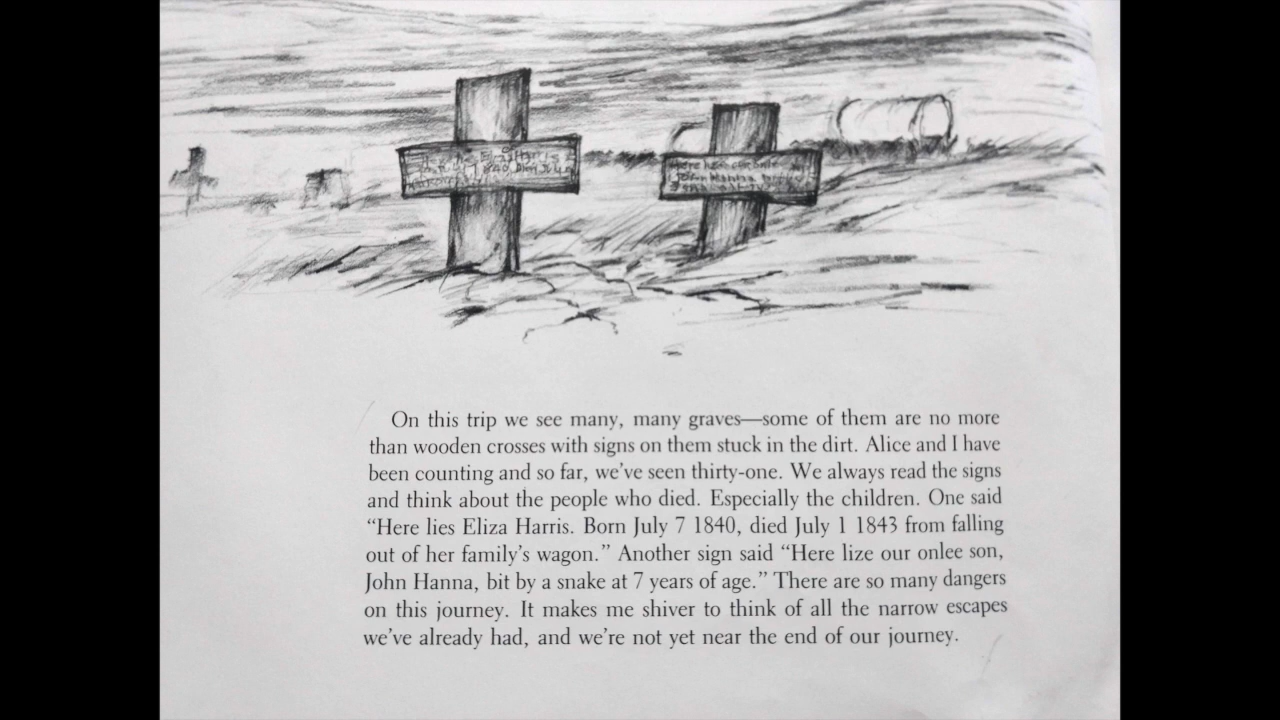 On this trip we see many, many graves—some of them are no more
than wooden crosses with signs on them stuck in the dirt. Alice and I have
been counting and so far, we've seen thirty-one. We always read the signs
and think about the people who died. Especially the children. One said
“Here lies Eliza Harris. Born July 7 1840, died July 1 1843 from falling
out of her family's wagon.” Another sign said “Here lize our onlee son,
John Hanna, bit by a snake at 7 years of age.” There are so many dangers
on this journey. It makes me shiver to think of all the narrow escapes
we've already had, and we're not yet near the end of our journey.